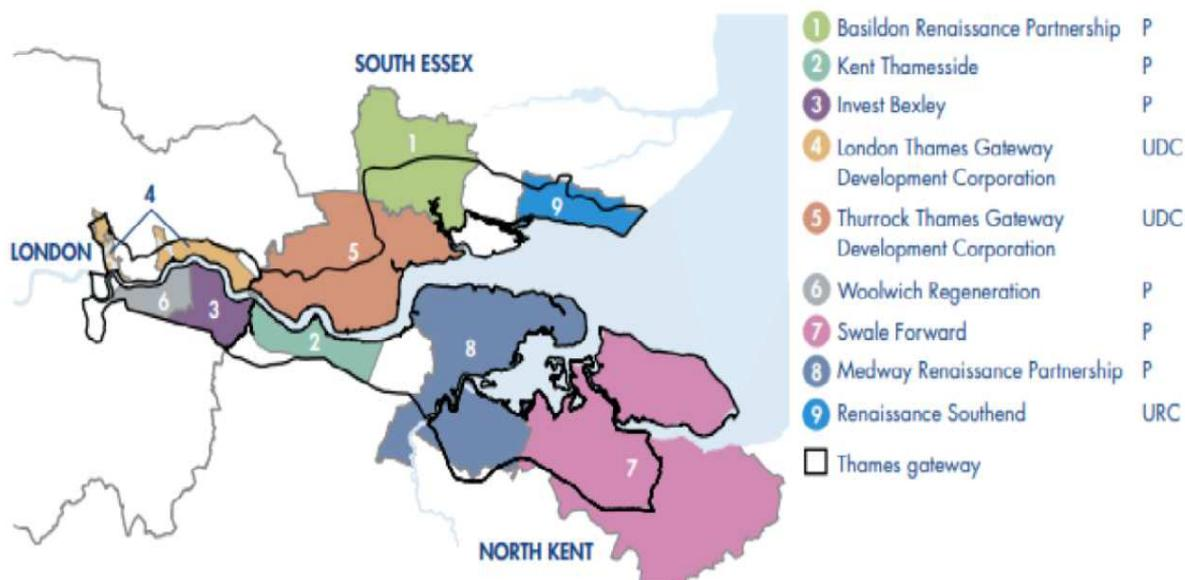 SOUTH ESSEX
1
4
LONDON
9
5
6
3
2
8
7
NORTH KENT
1 Basildon Renaissance Partnership P
2 Kent Thamesside P
3 Invest Bexley P
4 London Thames Gateway UDC
Development Corporation
5 Thurrock Thames Gateway UDC
Development Corporation
6 Woolwich Regeneration P
7 Swale Forward P
8 Medway Renaissance Partnership P
9 Renaissance Southend URC
Thames gateway